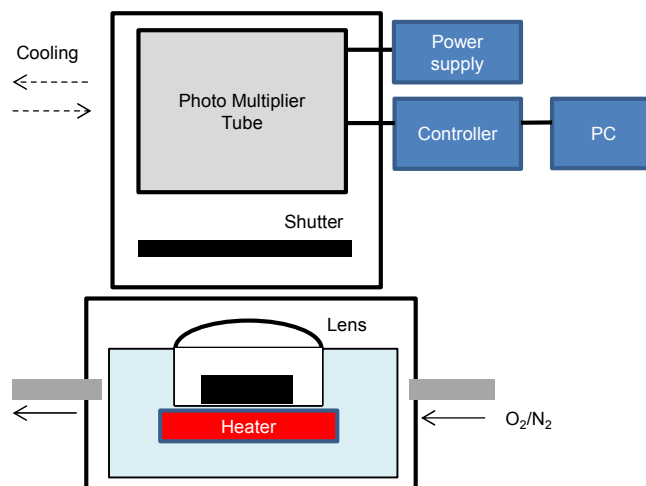 Cooling
Photo Multiplier
Tube
Power
supply
Controller
PC
Shutter
Lens
Heater
O₂/N₂